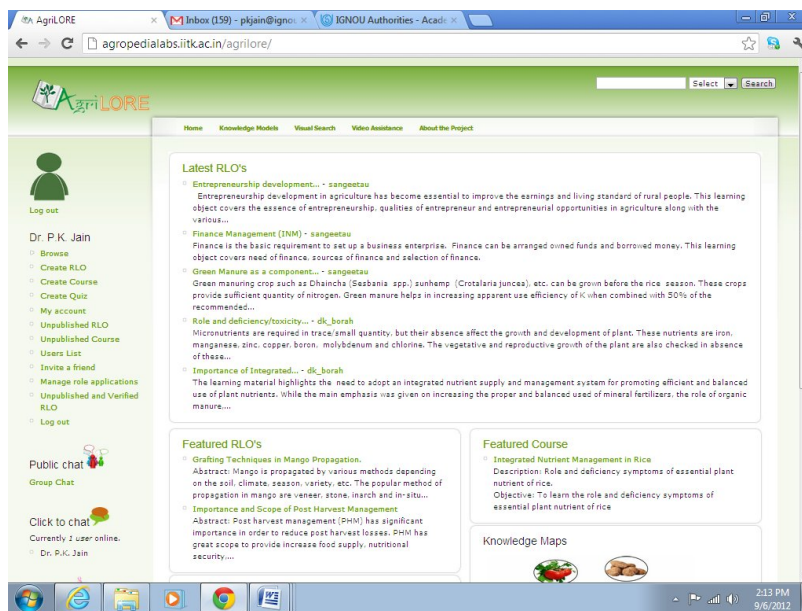 AgriLORE
Inbox (159) - pkjain@ignou
IGNOU Authorities - Acade
agropedialabs.iitk.ac.in/agrilore/
AgriLORE
Select
Search
Home
Knowledge Models
Visual Search
Video Assistance
About the Project
Log out
Dr. P.K. Jain
Browse
Create RLO
Create Course
Create Quiz
My account
Unpublished RLO
Unpublished Course
Users List
Invite a friend
Manage role applications
Unpublished and Verified
RLO
Log out
Public chat
Group Chat
Click to chat
Currently 1 user online.
Dr. P.K. Jain
Latest RLO's
Entrepreneurship development... - sangeetau
Entrepreneurship development in agriculture has become essential to improve the earnings and living standard of rural people. This learning
object covers the essence of entrepreneurship, qualities of entrepreneur and entrepreneurial opportunities in agriculture along with the
various...
Finance Management (INM) - sangeetau
Finance is the basic requirement to set up a business enterprise. Finance can be arranged owned funds and borrowed money. This learning
object covers need of finance, sources of finance and selection of finance.
Green Manure as a component... - sangeetau
Green manuring crop such as Dhaincha (Sesbania spp.) sunhemp (Crotalaria juncea), etc. can be grown before the rice season. These crops
provide sufficient quantity of nitrogen. Green manure helps in increasing apparent use efficiency of K when combined with 50% of the
recommended...
Role and deficiency/toxicity... - dk_borah
Micronutrients are required in trace/small quantity, but their absence affect the growth and development of plant. These nutrients are iron,
manganese, zinc, copper, boron, molybdenum and chlorine. The vegetative and reproductive growth of the plant are also checked in absence
of these...
Importance of Integrated... - dk_borah
The learning material highlights the need to adopt an integrated nutrient supply and management system for promoting efficient and balanced
use of plant nutrients. While the main emphasis was given on increasing the proper and balanced used of mineral fertilizers, the role of organic
manure....
Featured RLO's
Grafting Techniques in Mango Propagation.
Abstract: Mango is propagated by various methods depending
on the soil, climate, season, variety, etc. The popular method of
propagation in mango are veneer, stone, inarch and in-situ...
Importance and Scope of Post Harvest Management
Abstract: Post harvest management (PHM) has significant
importance in order to reduce post harvest losses. PHM has
great scope to provide increase food supply, nutritional
security....
Featured Course
Integrated Nutrient Management in Rice
Description: Role and deficiency symptoms of essential plant
nutrient of rice.
Objective: To learn the role and deficiency symptoms of
essential plant nutrient of rice
Knowledge Maps
2:13 PM
9/6/2012